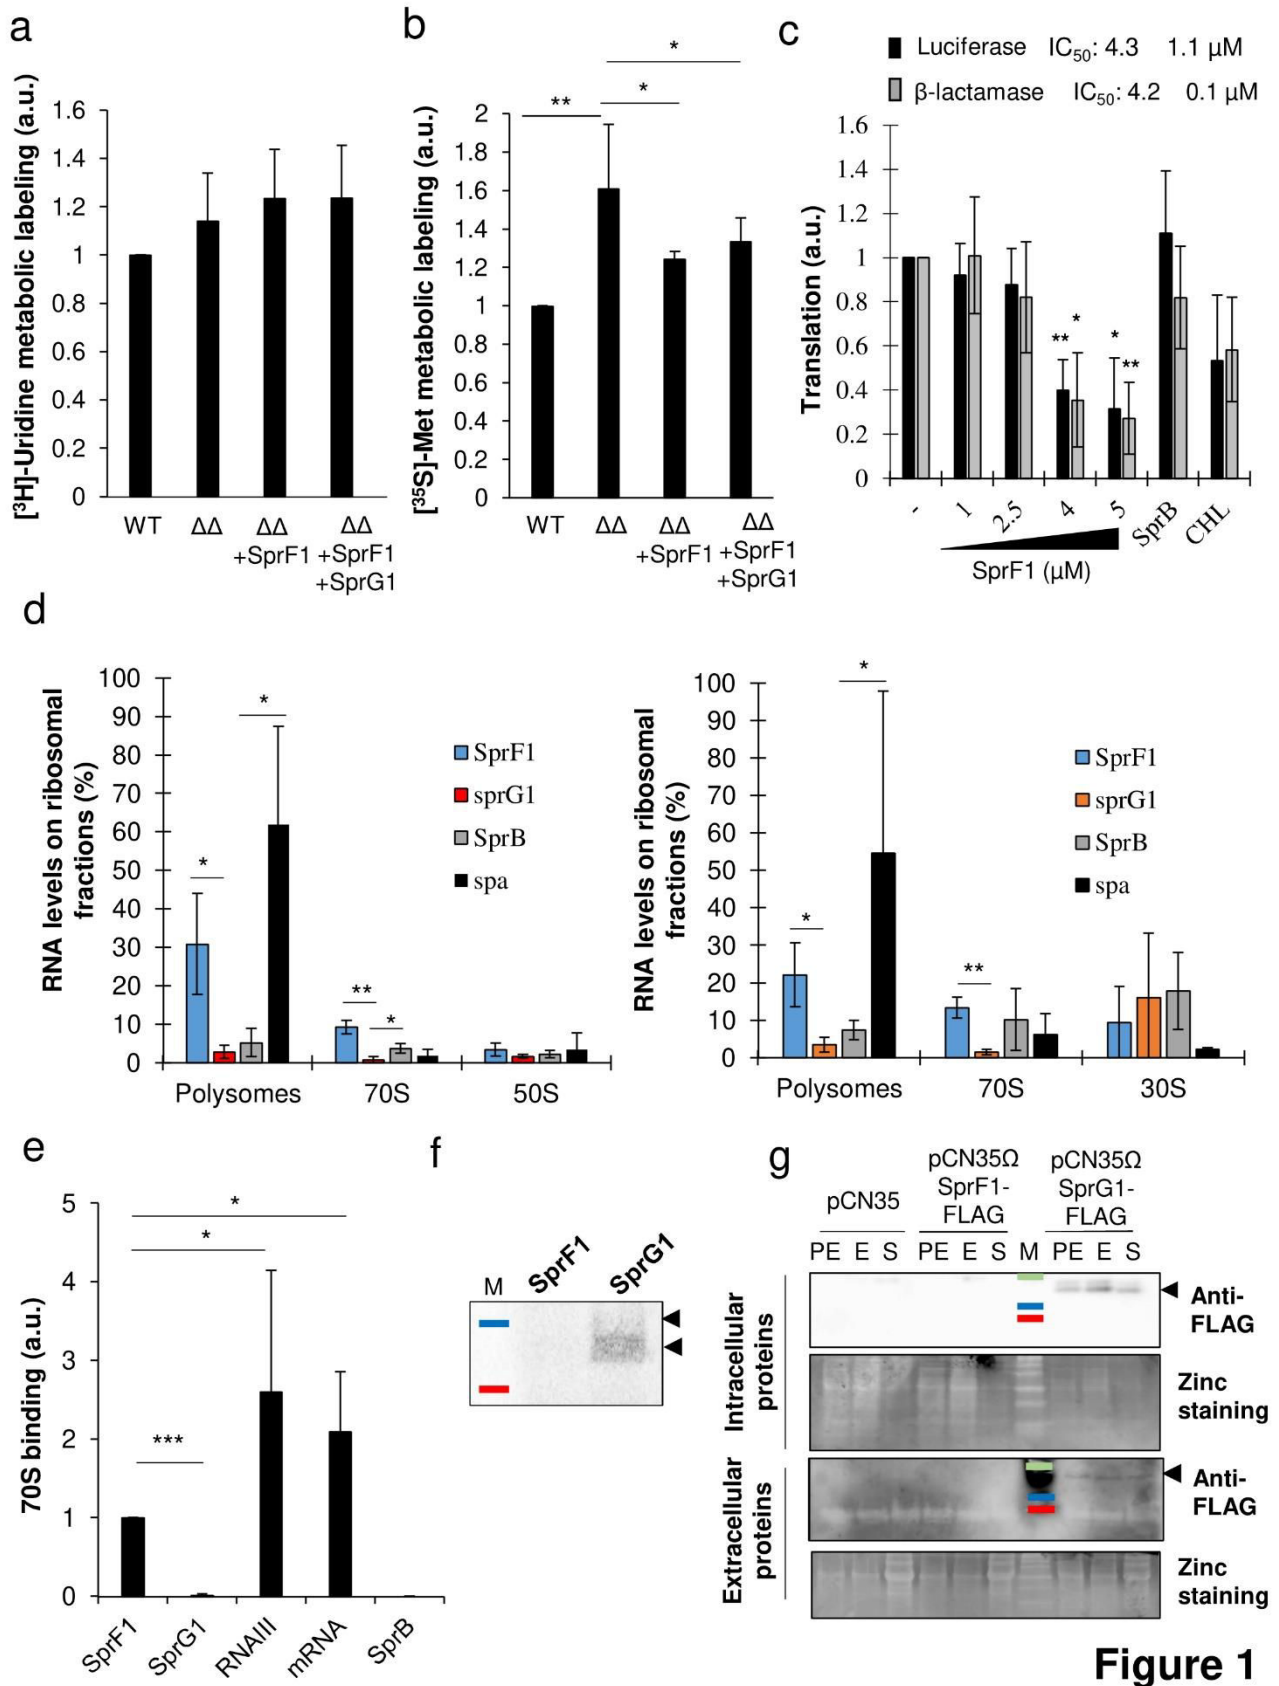 a
[³H]-Uridine metabolic labeling (a.u.)
1.6
1.4
1.2
1
0.8
0.6
0.4
0.2
0
WT ΔΔ ΔΔ ΔΔ
+SprF1 +SprF1
+SprG1
b
[³⁵S]-Met metabolic labeling (a.u.)
*
**
*
2
1.8
1.6
1.4
1.2
1
0.8
0.6
0.4
0.2
0
WT ΔΔ ΔΔ ΔΔ
+SprF1 +SprF1
+SprG1
c
Luciferase IC₅₀: 4.3 1.1 µM
β-lactamase IC₅₀: 4.2 0.1 µM
Translation (a.u.)
1.6
1.4
1.2
1
0.8
0.6
0.4
0.2
0
** * * **
- 1 2.5 4 5 SprB CHL
SprF1 (µM)
d
RNA levels on ribosomal
fractions (%)
100
90
80
70
60
50
40
30
20
10
0
*
*
**
*
SprF1
sprG1
SprB
spa
Polysomes 70S 50S
RNA levels on ribosomal
fractions (%)
100
90
80
70
60
50
40
30
20
10
0
*
*
**
SprF1
sprG1
SprB
spa
Polysomes 70S 30S
e
70S binding (a.u.)
5
4
3
2
1
0
*
*
***
SprF1 SprG1 RNAIII mRNA SprB
f
M SprF1 SprG1
g
pCN35
pCN35Ω
SprF1-
FLAG
pCN35Ω
SprG1-
FLAG
PE E S PE E S M PE E S
Intracellular
proteins
Anti-
FLAG
Zinc
staining
Extracellular
proteins
Anti-
FLAG
Zinc
staining
Figure 1